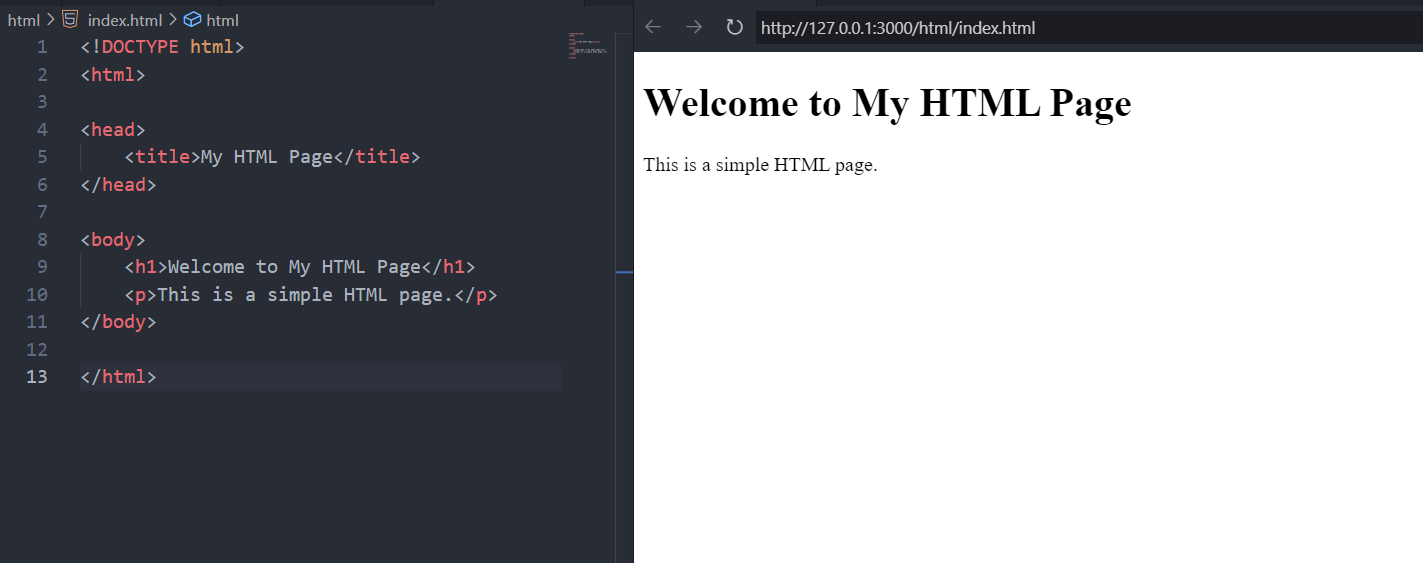 html > index.html > html
1 <!DOCTYPE html>
2 <html>
3
4 <head>
5     <title>My HTML Page</title>
6 </head>
7
8 <body>
9     <h1>Welcome to My HTML Page</h1>
10     <p>This is a simple HTML page.</p>
11 </body>
12
13 </html>
http://127.0.0.1:3000/html/index.html
Welcome to My HTML Page
This is a simple HTML page.